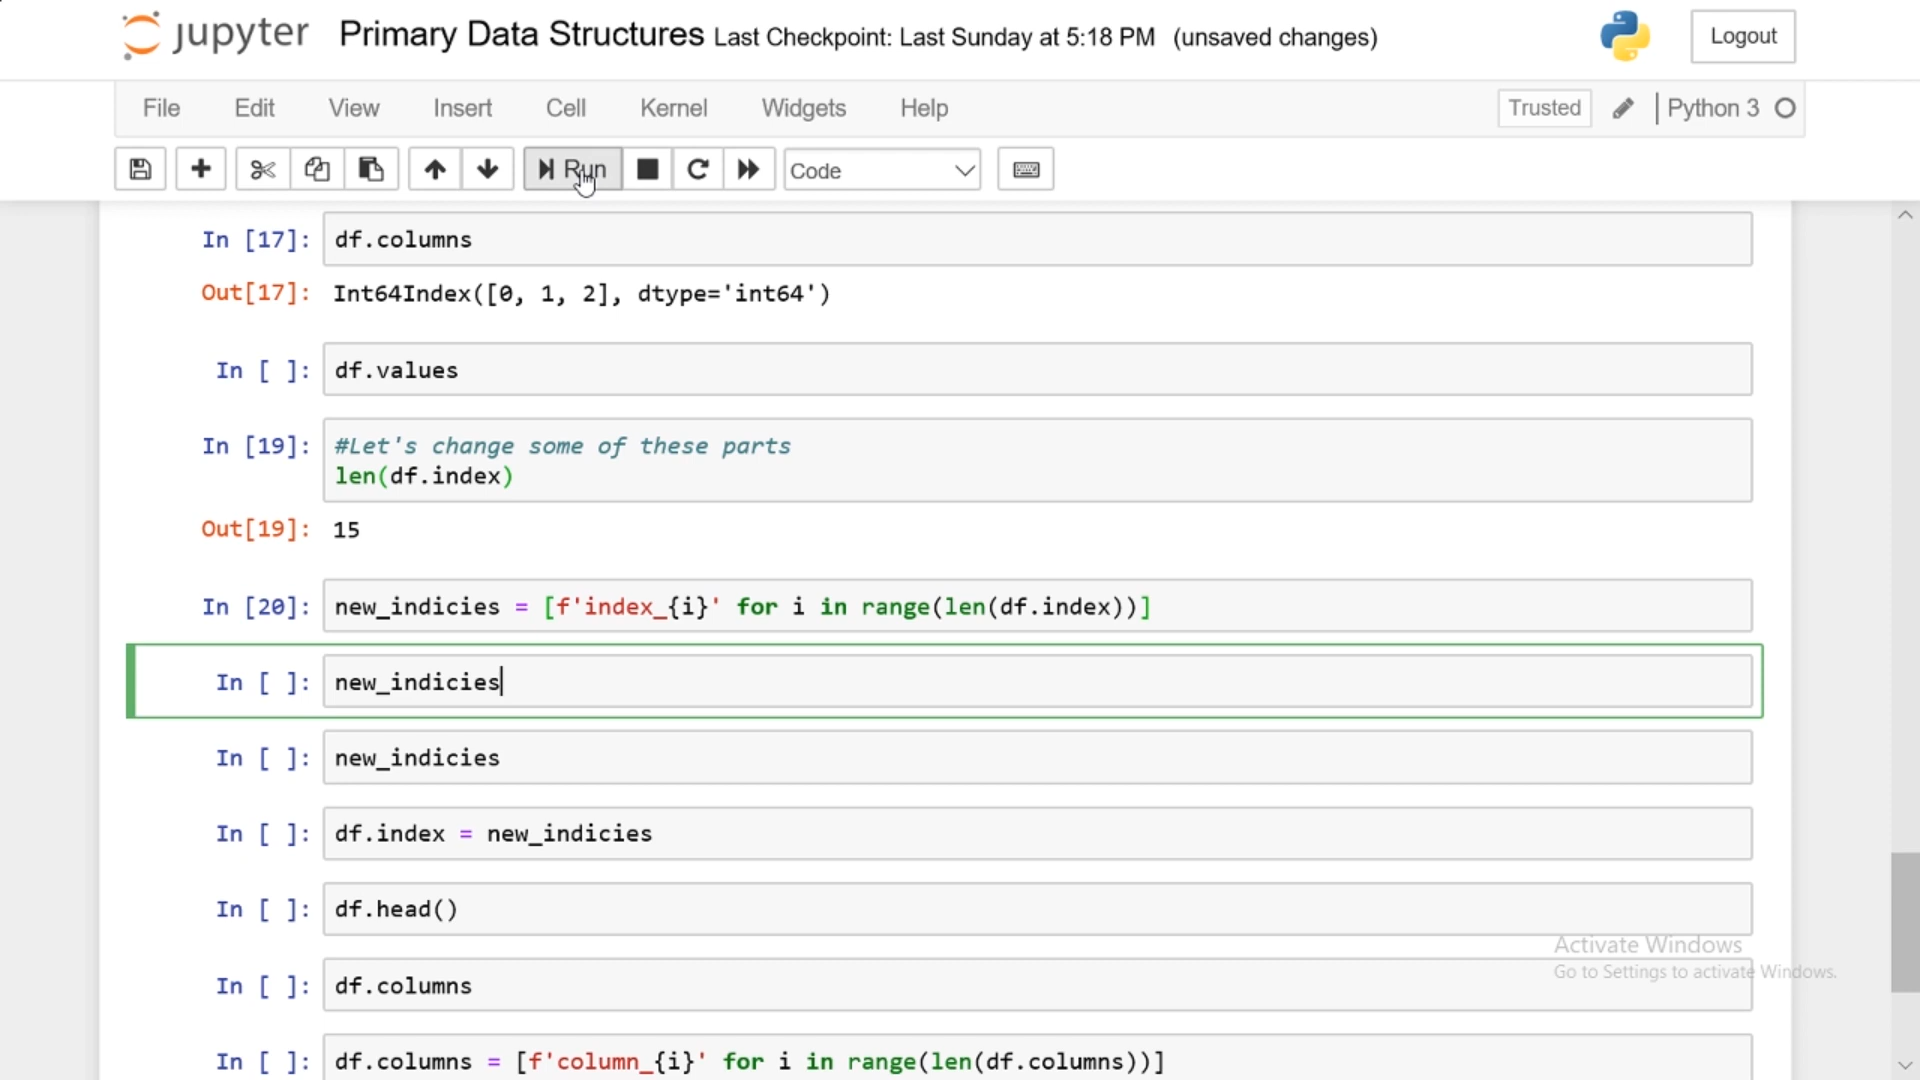 jupyter Primary Data Structures Last Checkpoint: Last Sunday at 5:18 PM (unsaved changes) Logout
File Edit View Insert Cell Kernel Widgets Help Trusted Python 3
Run Code
In [17]: df.columns
Out[17]: Int64Index([0, 1, 2], dtype='int64')
In [ ]: df.values
In [19]: #Let's change some of these parts
len(df.index)
Out[19]: 15
In [20]: new_indicies = [f'index_{i}' for i in range(len(df.index))]
In [ ]: new_indicies
In [ ]: new_indicies
In [ ]: df.index = new_indicies
In [ ]: df.head()
Activate Windows
Go to Settings to activate Windows.
In [ ]: df.columns
In [ ]: df.columns = [f'column_{i}' for i in range(len(df.columns))]